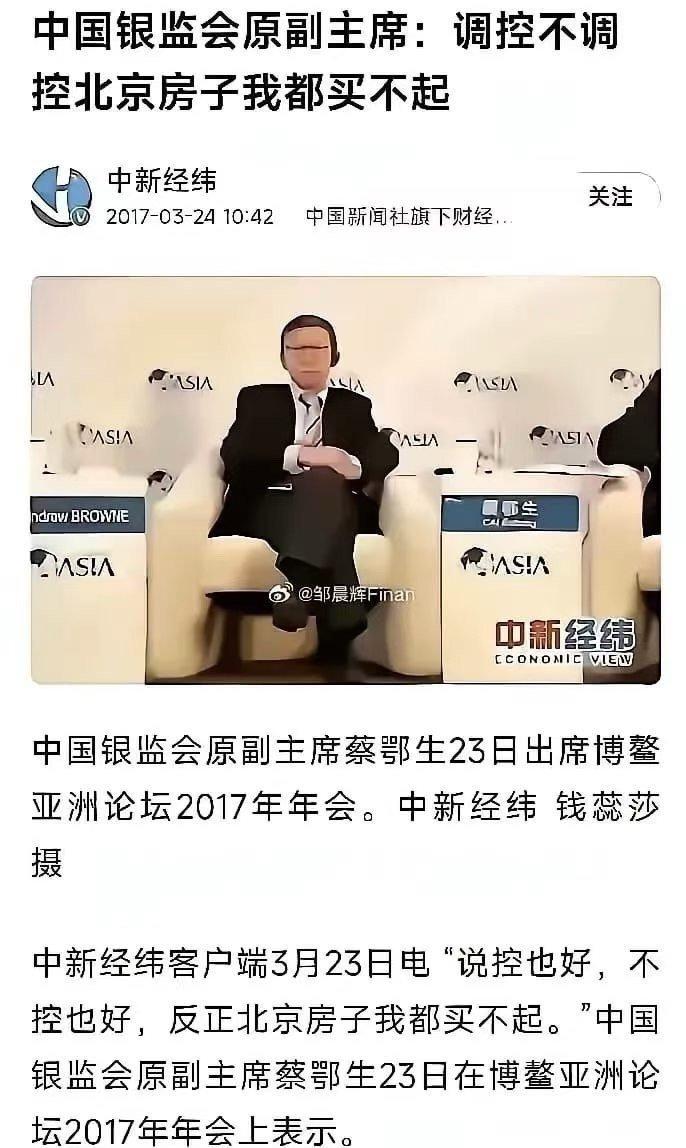 中国银监会原副主席：调控不调
控北京房子我都买不起
中新经纬
关注
2017-03-24 10:42 中国新闻社旗下财经...
ASIA
ASIA
ASIA
ASIA
ASIA
ASIA
ndrew BROWNE
鄂生
ASIA
ASIA
@邹晨辉Finan
中新经纬
ECONOMIC VIEW
中国银监会原副主席蔡鄂生23日出席博鳌
亚洲论坛2017年年会。中新经纬 钱蕊莎
摄
中新经纬客户端3月23日电 “说控也好，不
控也好，反正北京房子我都买不起。”中国
银监会原副主席蔡鄂生23日在博鳌亚洲论
坛2017年年会上表示。